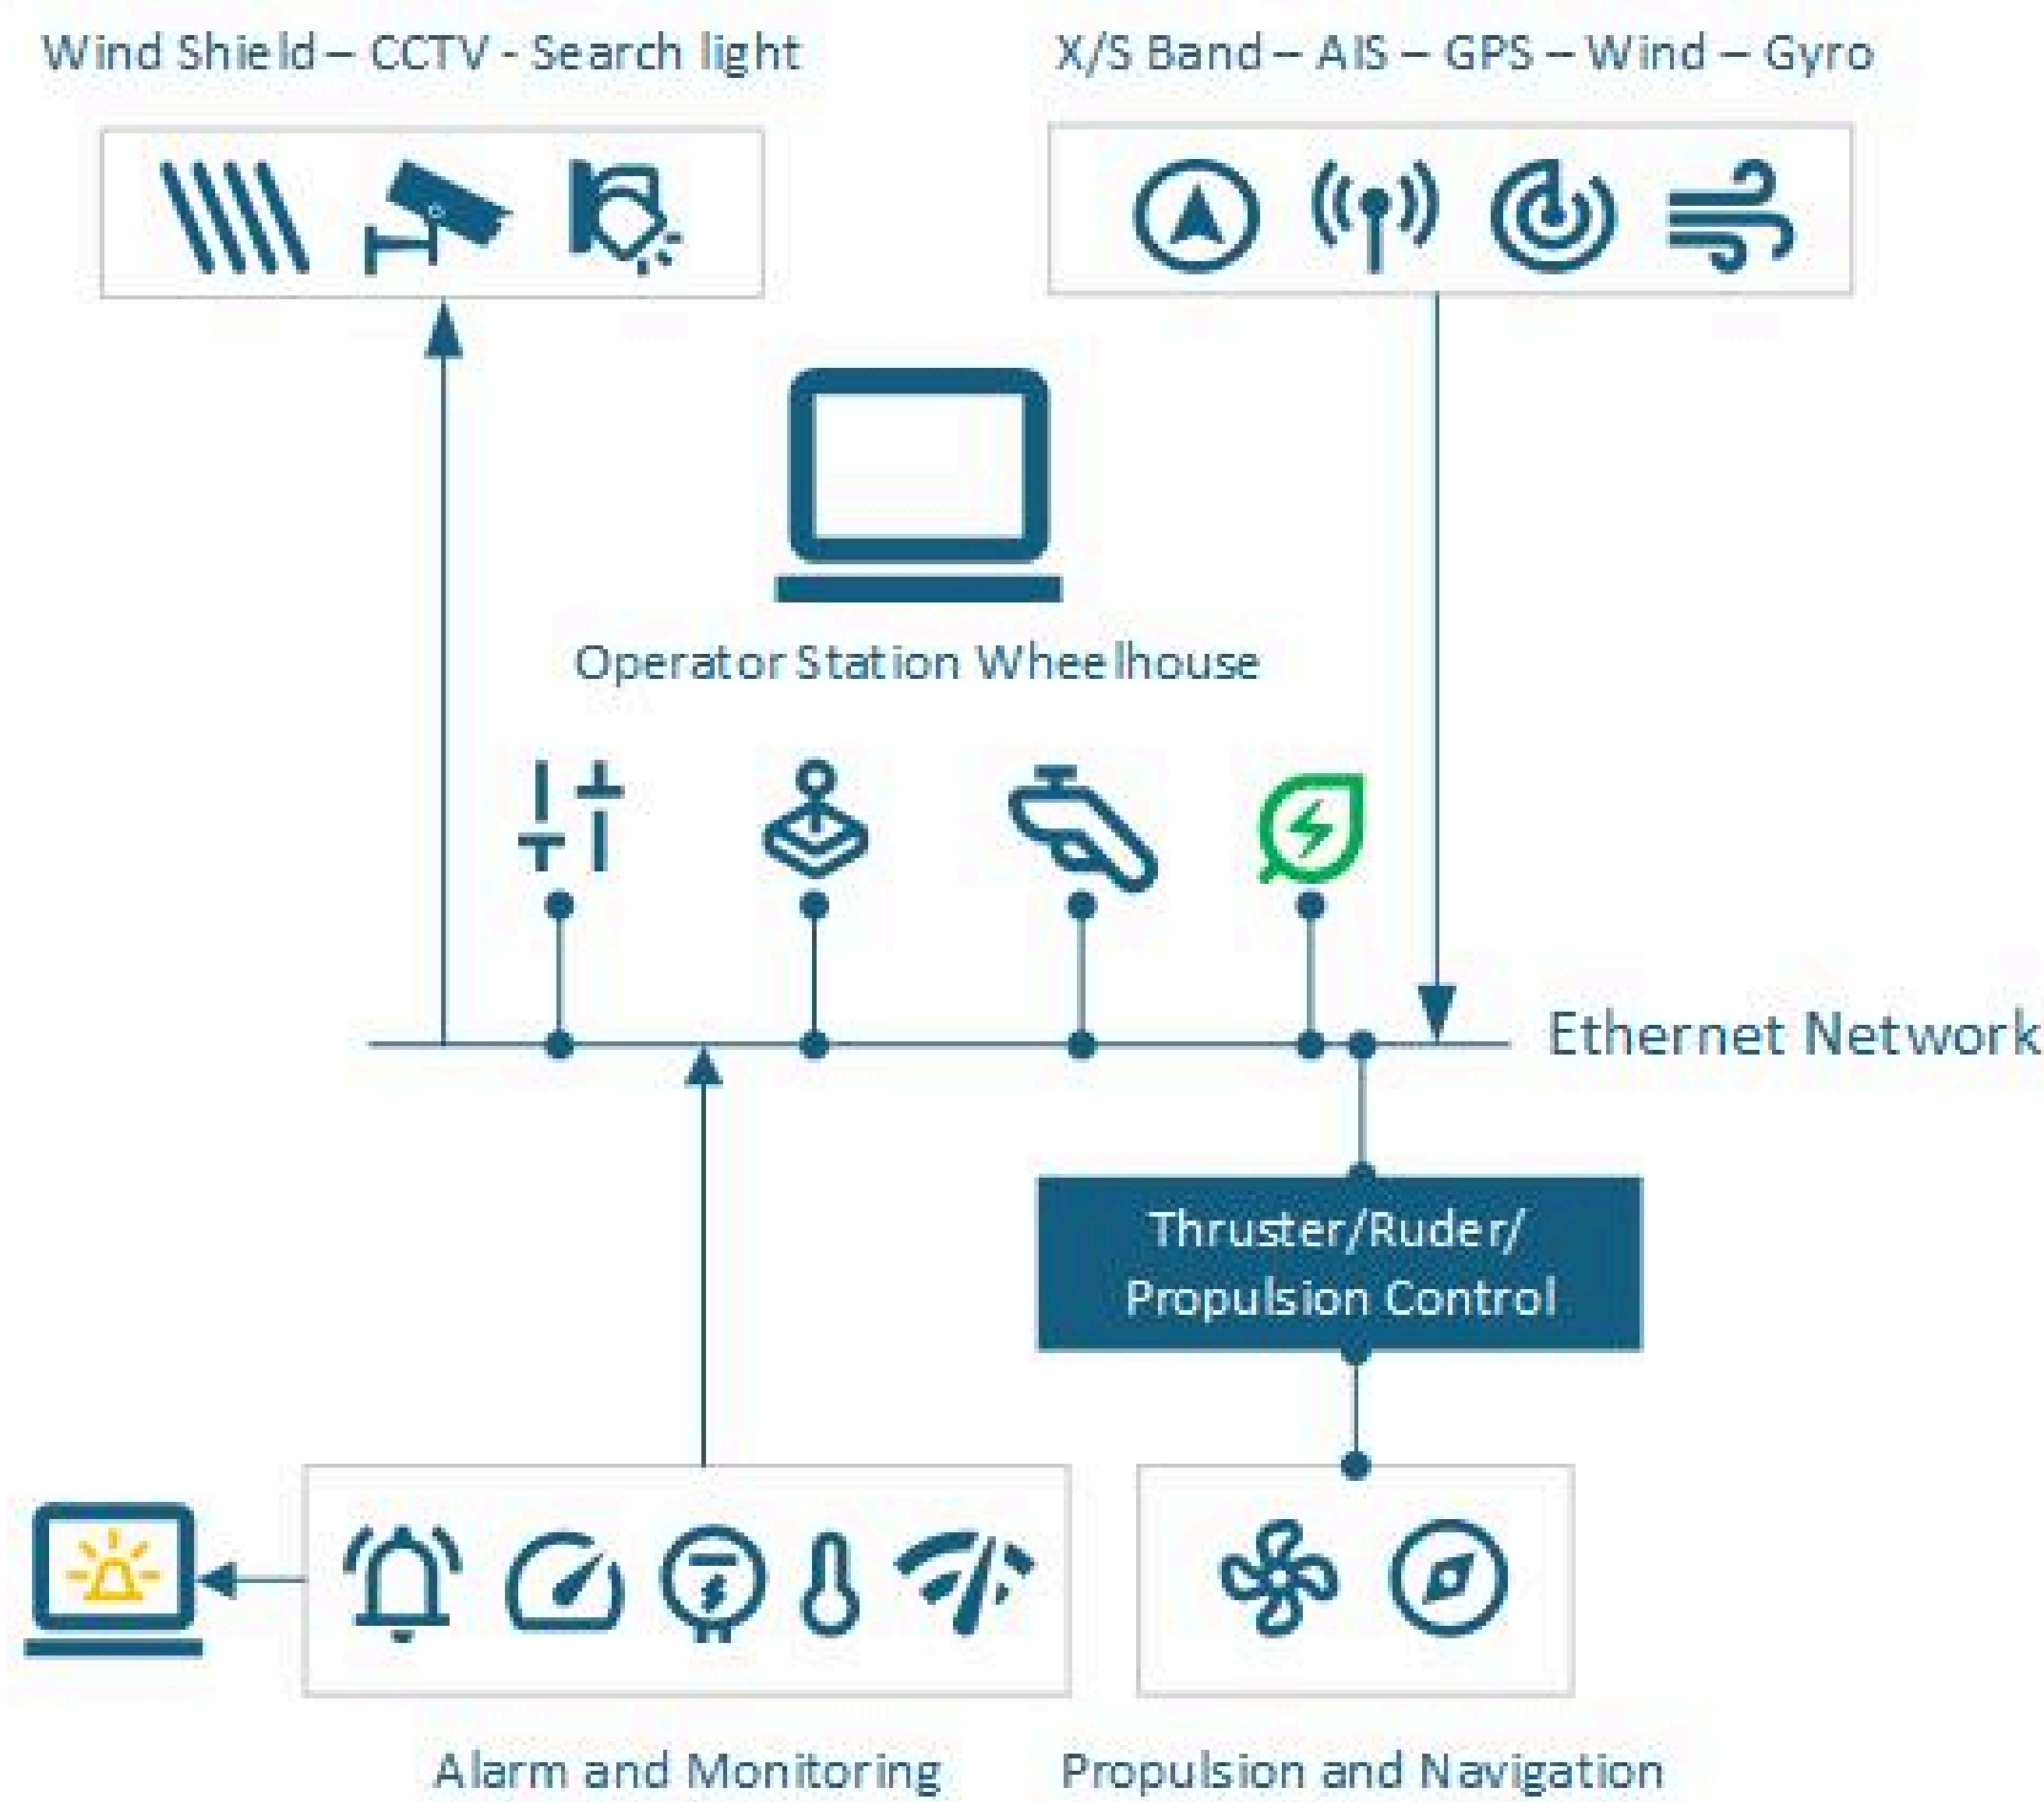 Wind Shield – CCTV - Search light
X/S Band – AIS – GPS – Wind – Gyro
Operator Station Wheelhouse
Ethernet Network
Thruster/Ruder/
Propulsion Control
Alarm and Monitoring
Propulsion and Navigation